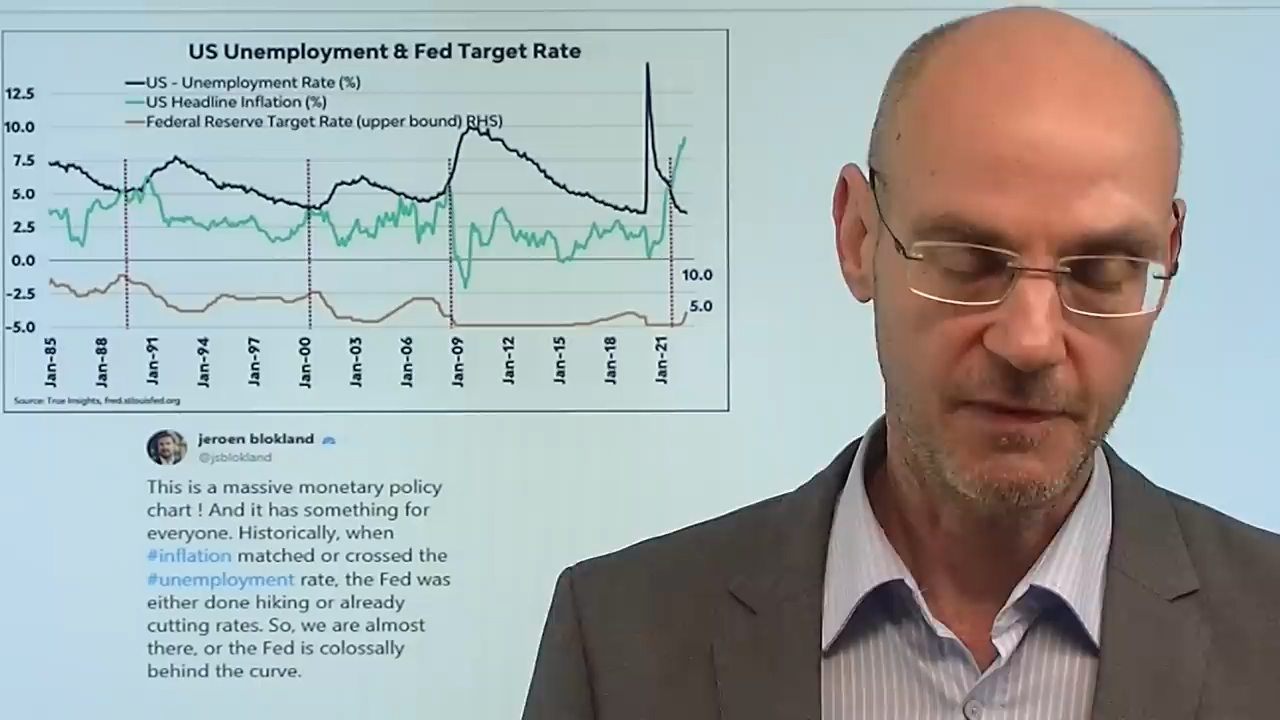 US Unemployment & Fed Target Rate
US - Unemployment Rate (%)
US Headline Inflation (%)
Federal Reserve Target Rate (upper bound) RHS)
12.5
10.0
7.5
5.0
2.5
0.0
-2.5
-5.0
10.0
5.0
Jan-85
Jan-88
Jan-91
Jan-94
Jan-97
Jan-00
Jan-03
Jan-06
Jan-09
Jan-12
Jan-15
Jan-18
Jan-21
Source: True Insights, fred.stlouisfed.org
jeroen blokland
@jsblokland
This is a massive monetary policy
chart ! And it has something for
everyone. Historically, when
#inflation matched or crossed the
#unemployment rate, the Fed was
either done hiking or already
cutting rates. So, we are almost
there, or the Fed is colossally
behind the curve.